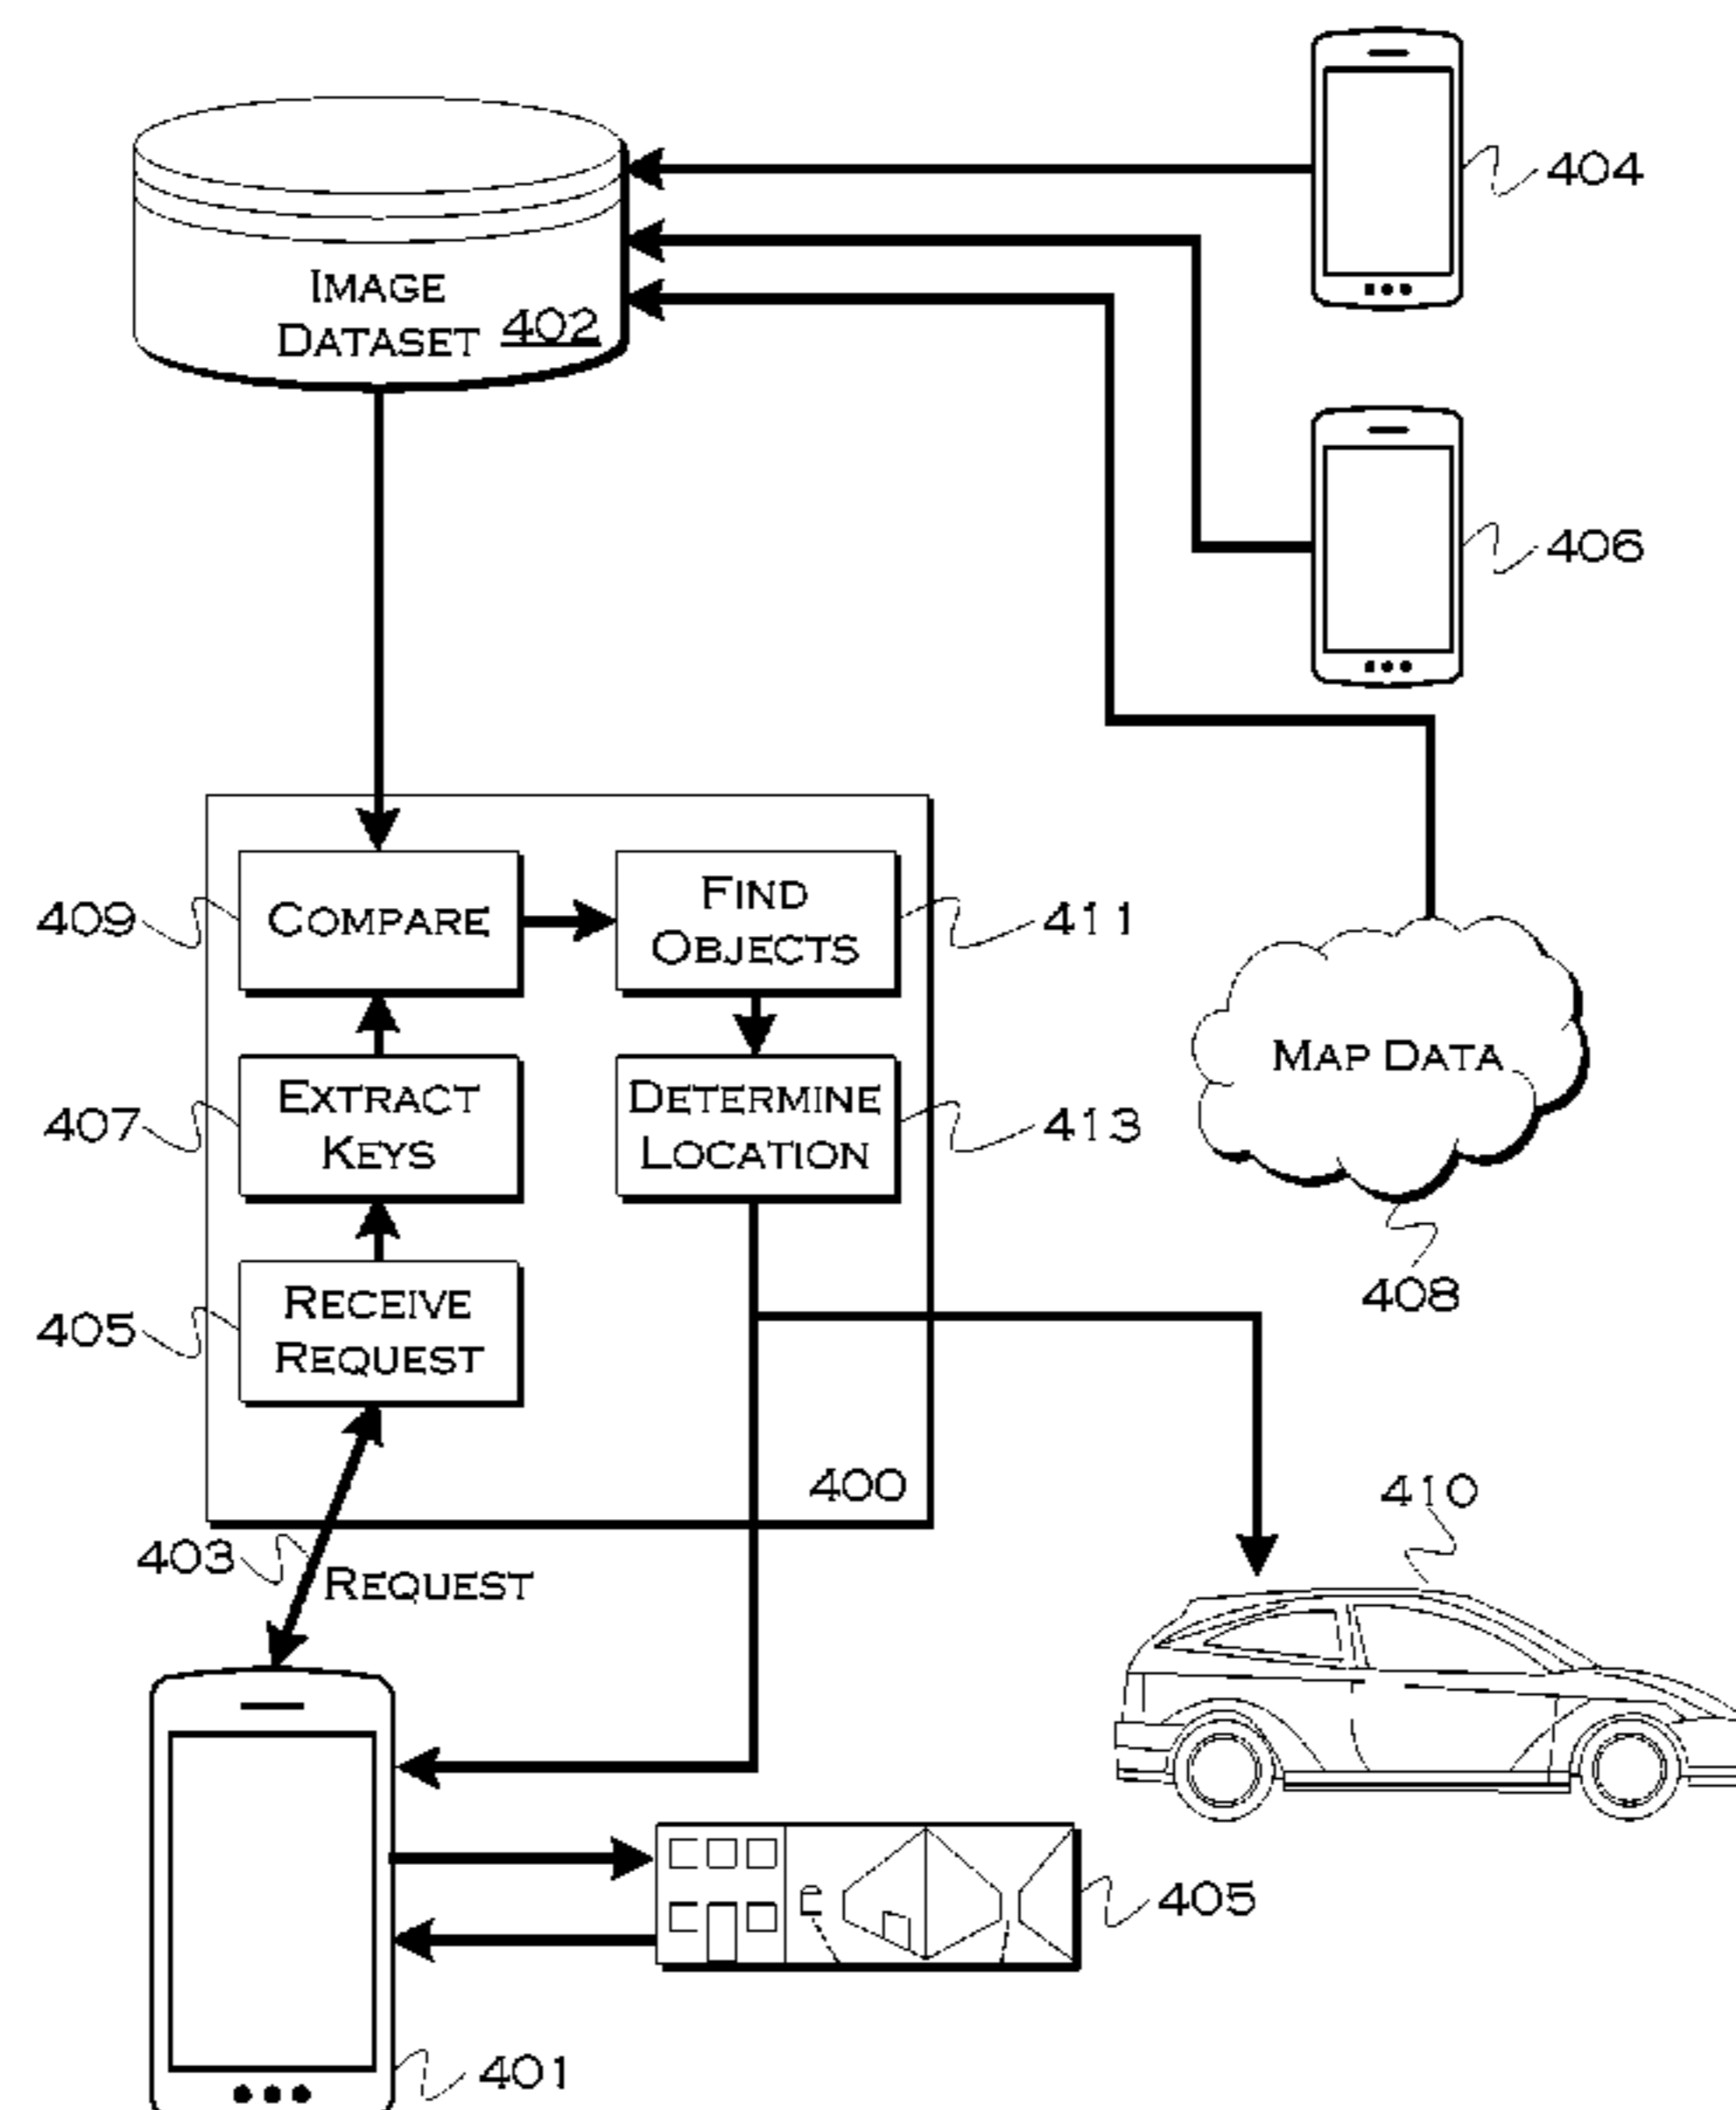 404
IMAGE
DATASET 402
406
409
COMPARE
FIND
OBJECTS
411
MAP DATA
408
407
EXTRACT
KEYS
DETERMINE
LOCATION
413
405
RECEIVE
REQUEST
400
410
403
REQUEST
405
401